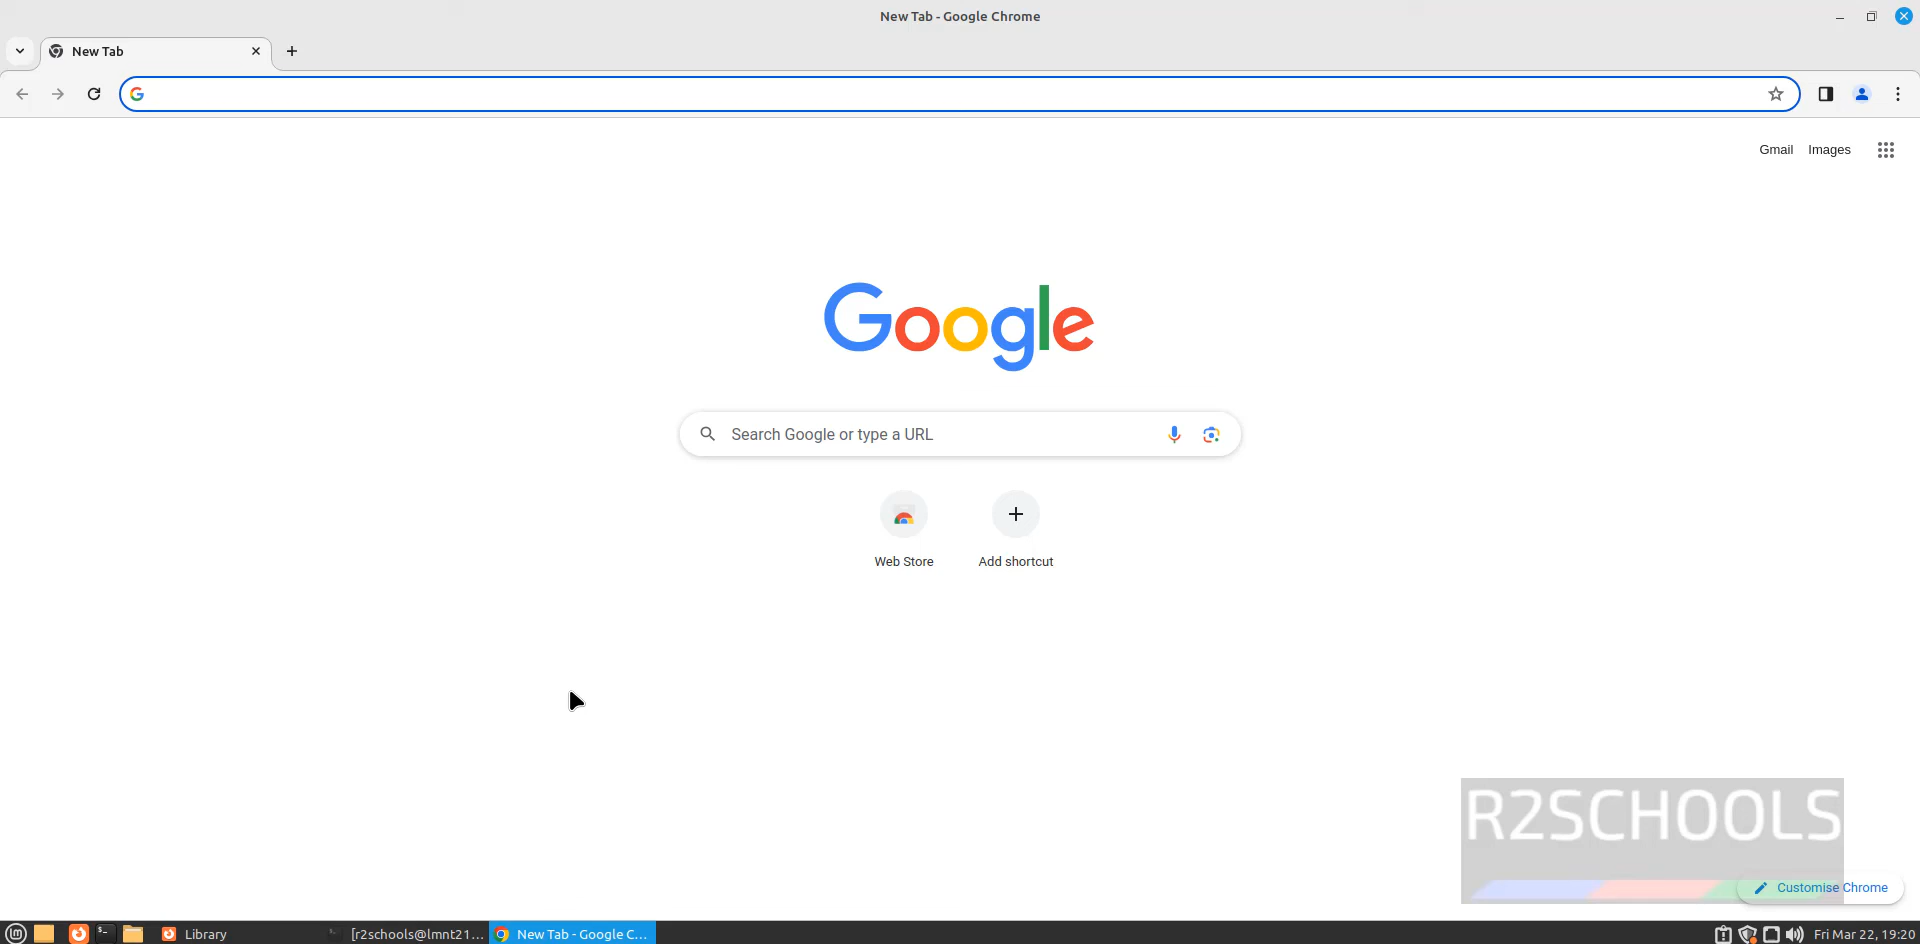 New Tab - Google Chrome
New Tab
Gmail Images
Google
Search Google or type a URL
Web Store Add shortcut
R2SCHOOLS
Customise Chrome
Library [r2schools@lmnt21... New Tab - Google C... Fri Mar 22, 19:20